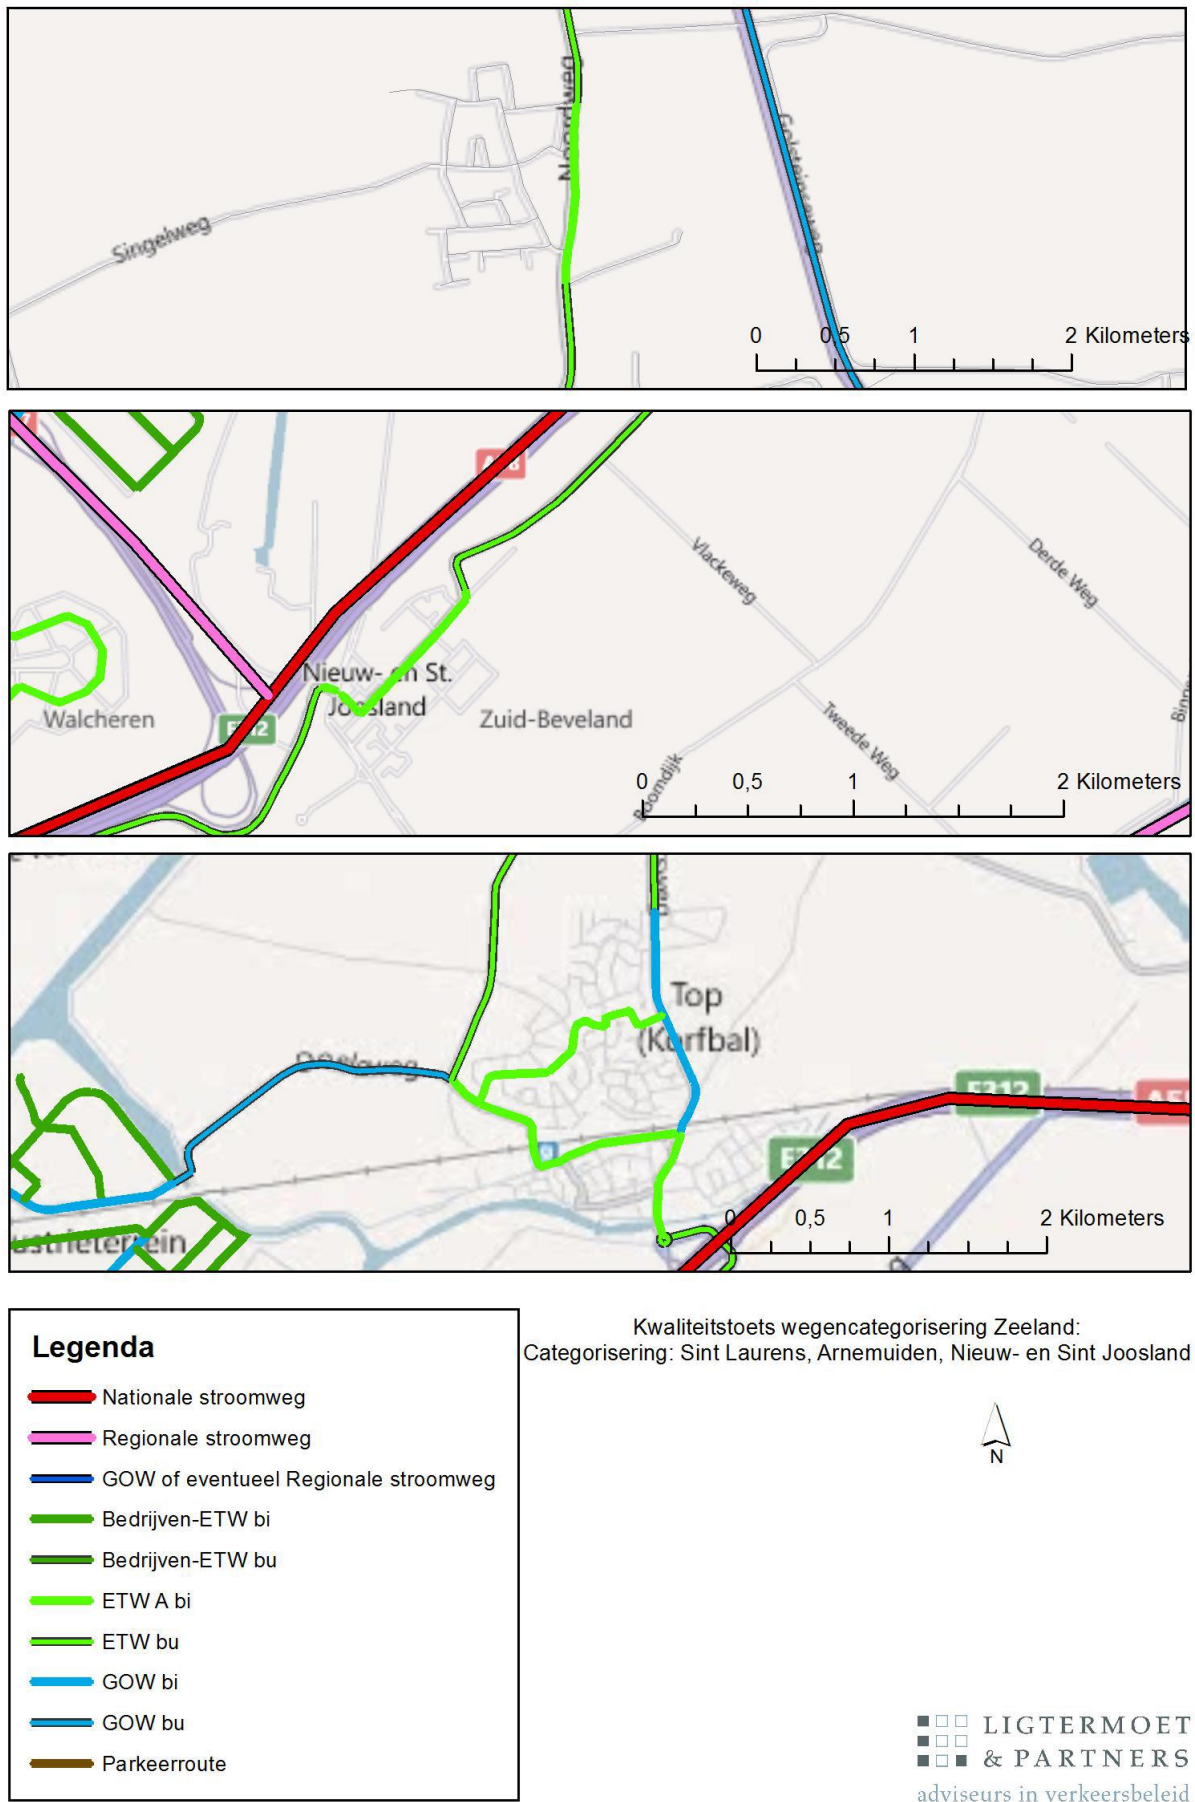 Noordweg
Singelweg
0 0,5 1 2 Kilometers
Vlackeweg
Derde Weg
Nieuw- en St.
Joosland
Walcheren
Zuid-Beveland
Tweede Weg
0 0,5 1 2 Kilometers
Top
(Korfbal)
E312
E312
0 0,5 1 2 Kilometers
Legenda
Nationale stroomweg
Regionale stroomweg
GOW of eventueel Regionale stroomweg
Bedrijven-ETW bi
Bedrijven-ETW bu
ETW A bi
ETW bu
GOW bi
GOW bu
Parkeerroute
Kwaliteitstoets wegencategorisering Zeeland:
Categorisering: Sint Laurens, Arnemuiden, Nieuw- en Sint Joosland
N
LIGTERMOET
& PARTNERS
adviseurs in verkeersbeleid